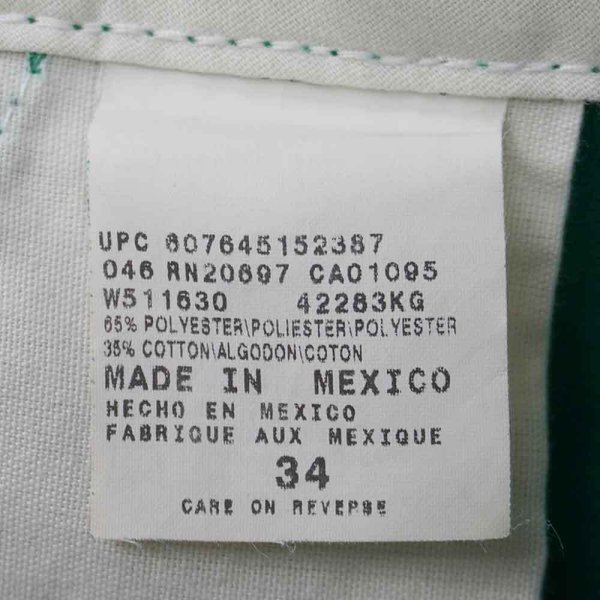 UPC 607645152387
046 RN20697 CA01095
W511630 42283KG
65% POLYESTER\POLIESTER\POLYESTER
35% COTTON\ALGODON\COTON
MADE IN MEXICO
HECHO EN MEXICO
FABRIQUE AUX MEXIQUE
34
CARE ON REVERSE